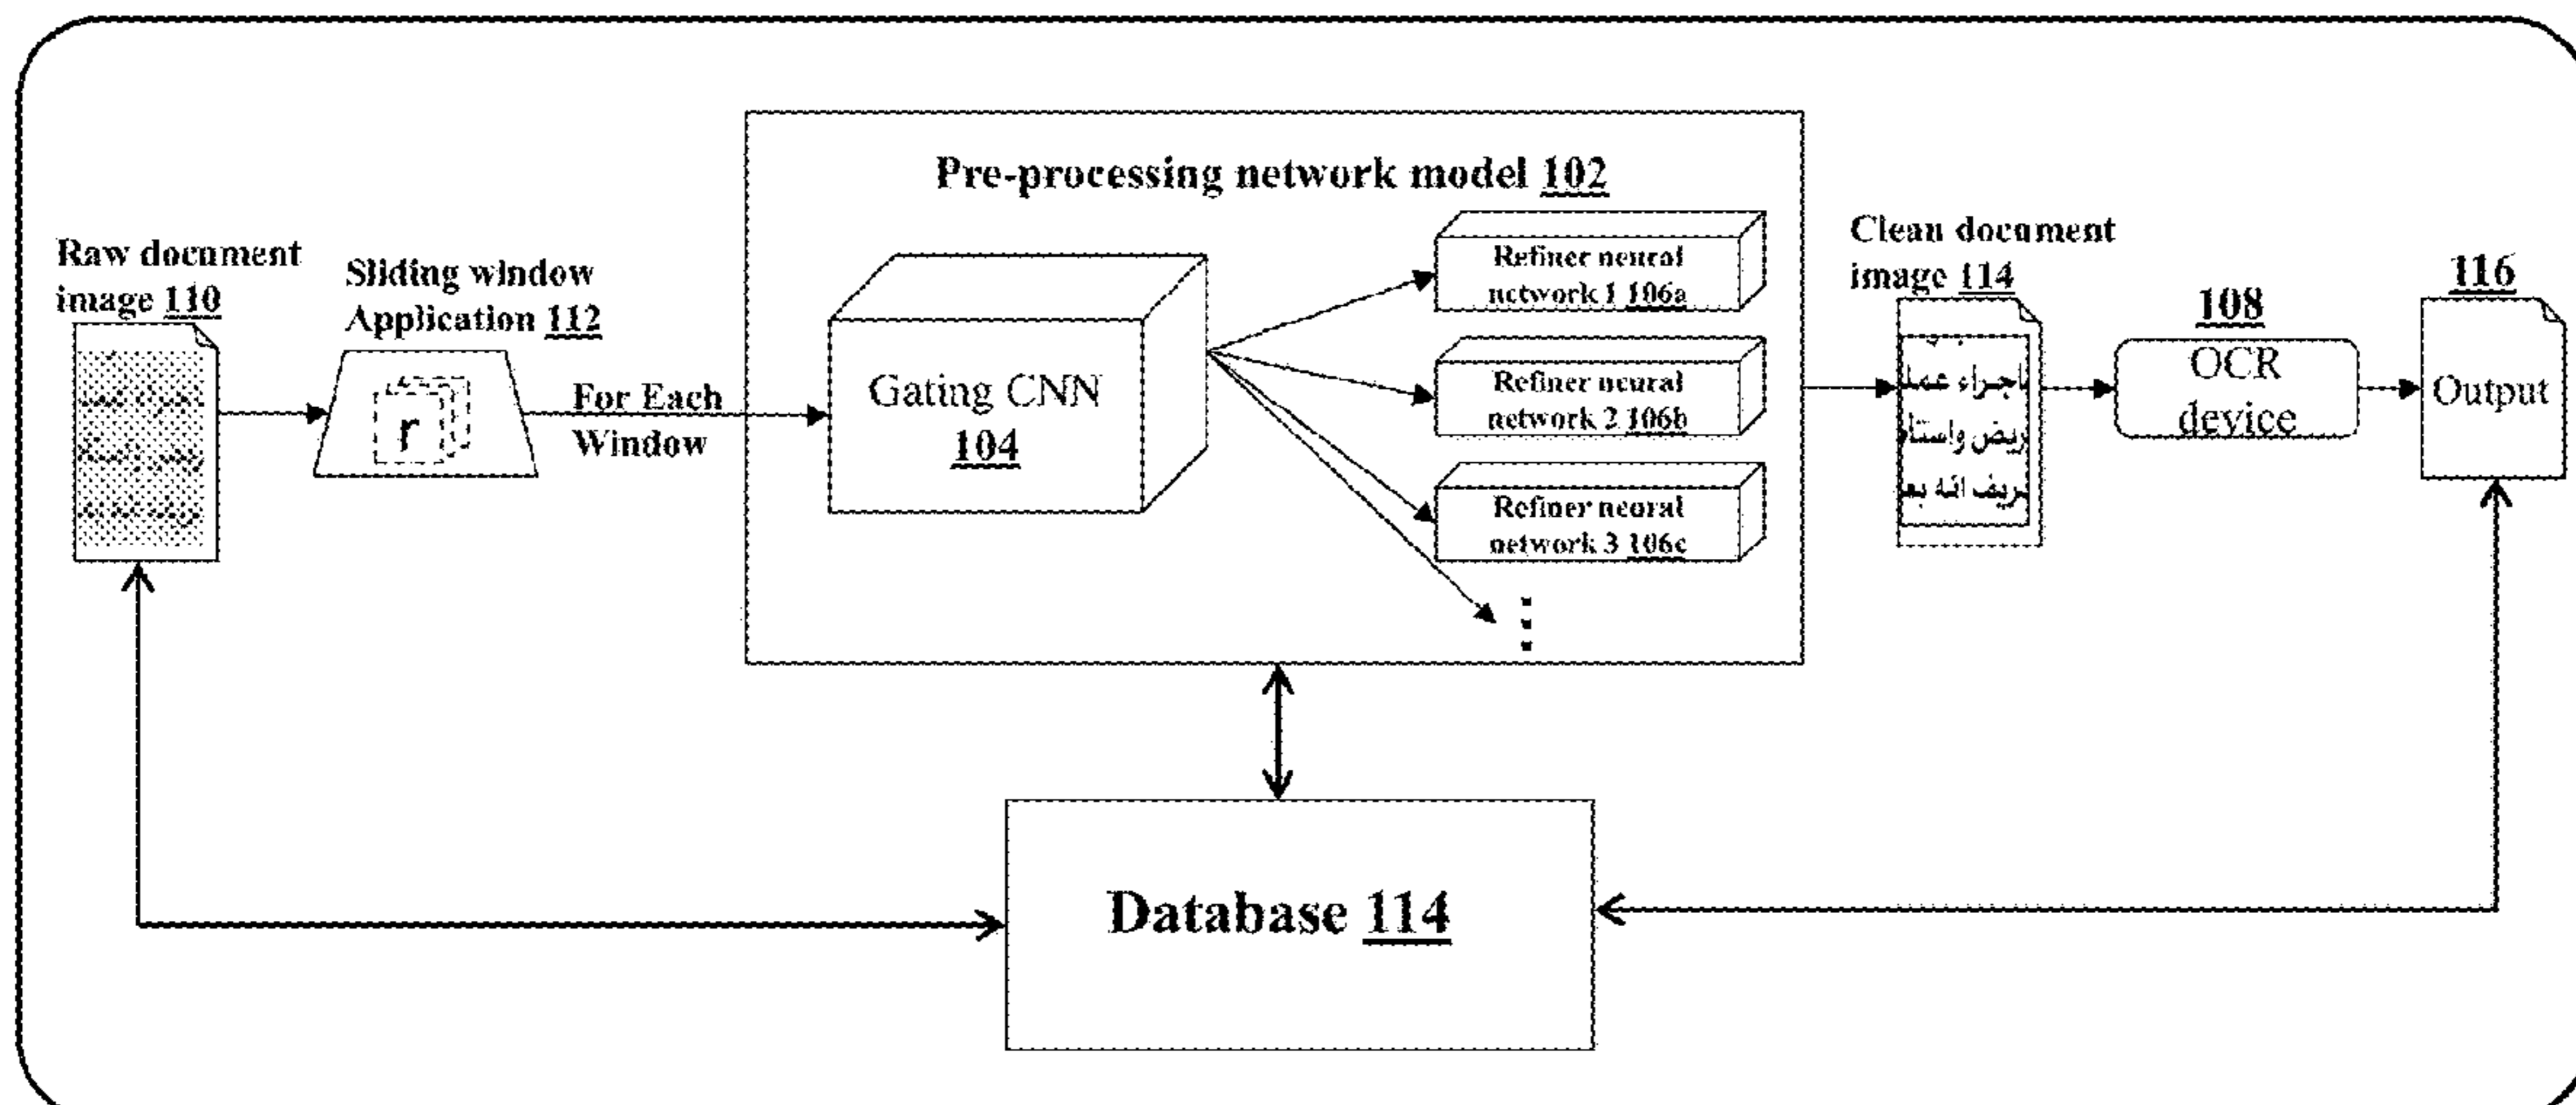 Pre-processing network model 102
Raw document
image 110
Sliding window
Application 112
r
For Each
Window
Gating CNN
104
Refiner neural
network 1 106a
Refiner neural
network 2 106b
Refiner neural
network 3 106c
Clean document
image 114
اجراء عمل
ريض واستا
ريف انه بعا
108
OCR
device
116
Output
Database 114